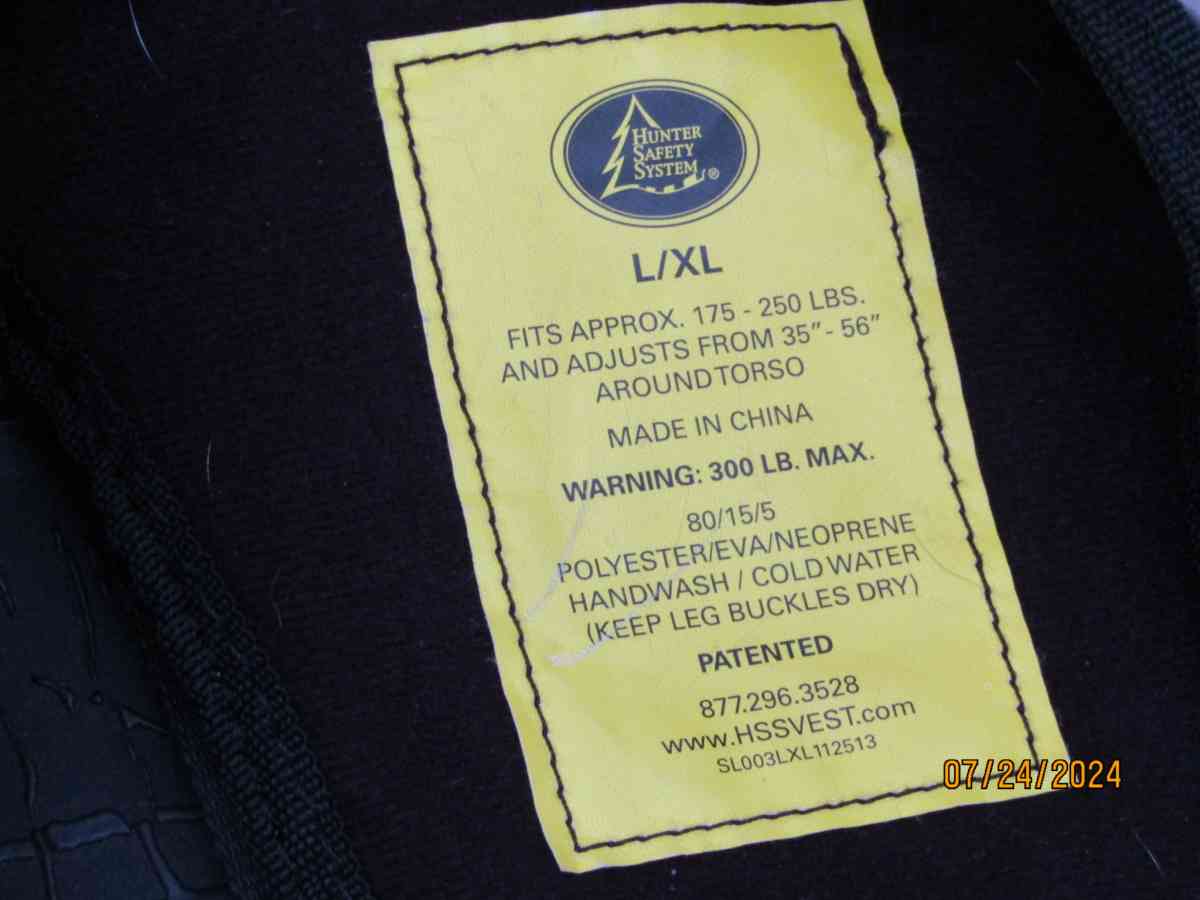 HUNTER
SAFETY
SYSTEM ®
L/XL
FITS APPROX. 175 - 250 LBS.
AND ADJUSTS FROM 35” - 56”
AROUND TORSO
MADE IN CHINA
WARNING: 300 LB. MAX.
80/15/5
POLYESTER/EVA/NEOPRENE
HANDWASH / COLD WATER
(KEEP LEG BUCKLES DRY)
PATENTED
877.296.3528
www.HSSVEST.com
SL003LXL112513
07/24/2024